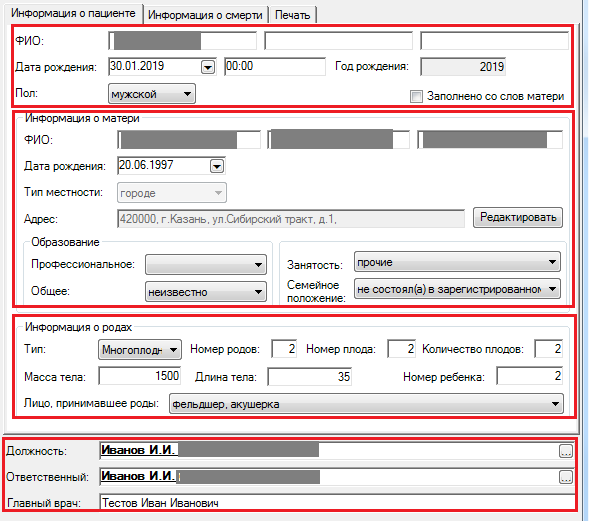 Информация о пациенте Информация о смерти Печать
ФИО:
Дата рождения: 30.01.2019 00:00 Год рождения: 2019
Пол: мужской Заполнено со слов матери
Информация о матери
ФИО:
Дата рождения: 20.06.1997
Тип местности: городе
Адрес: 420000, г.Казань, ул.Сибирский тракт, д.1, Редактировать
Образование
Профессиональное:
Занятость: прочие
Общее: неизвестно
Семейное положение: не состоял(а) в зарегистрированном
Информация о родах
Тип: Многоплодн Номер родов: 2 Номер плода: 2 Количество плодов: 2
Масса тела: 1500 Длина тела: 35 Номер ребенка: 2
Лицо, принимавшее роды: фельдшер, акушерка
Должность: Иванов И.И. ...
Ответственный: Иванов И.И. ...
Главный врач: Тестов Иван Иванович